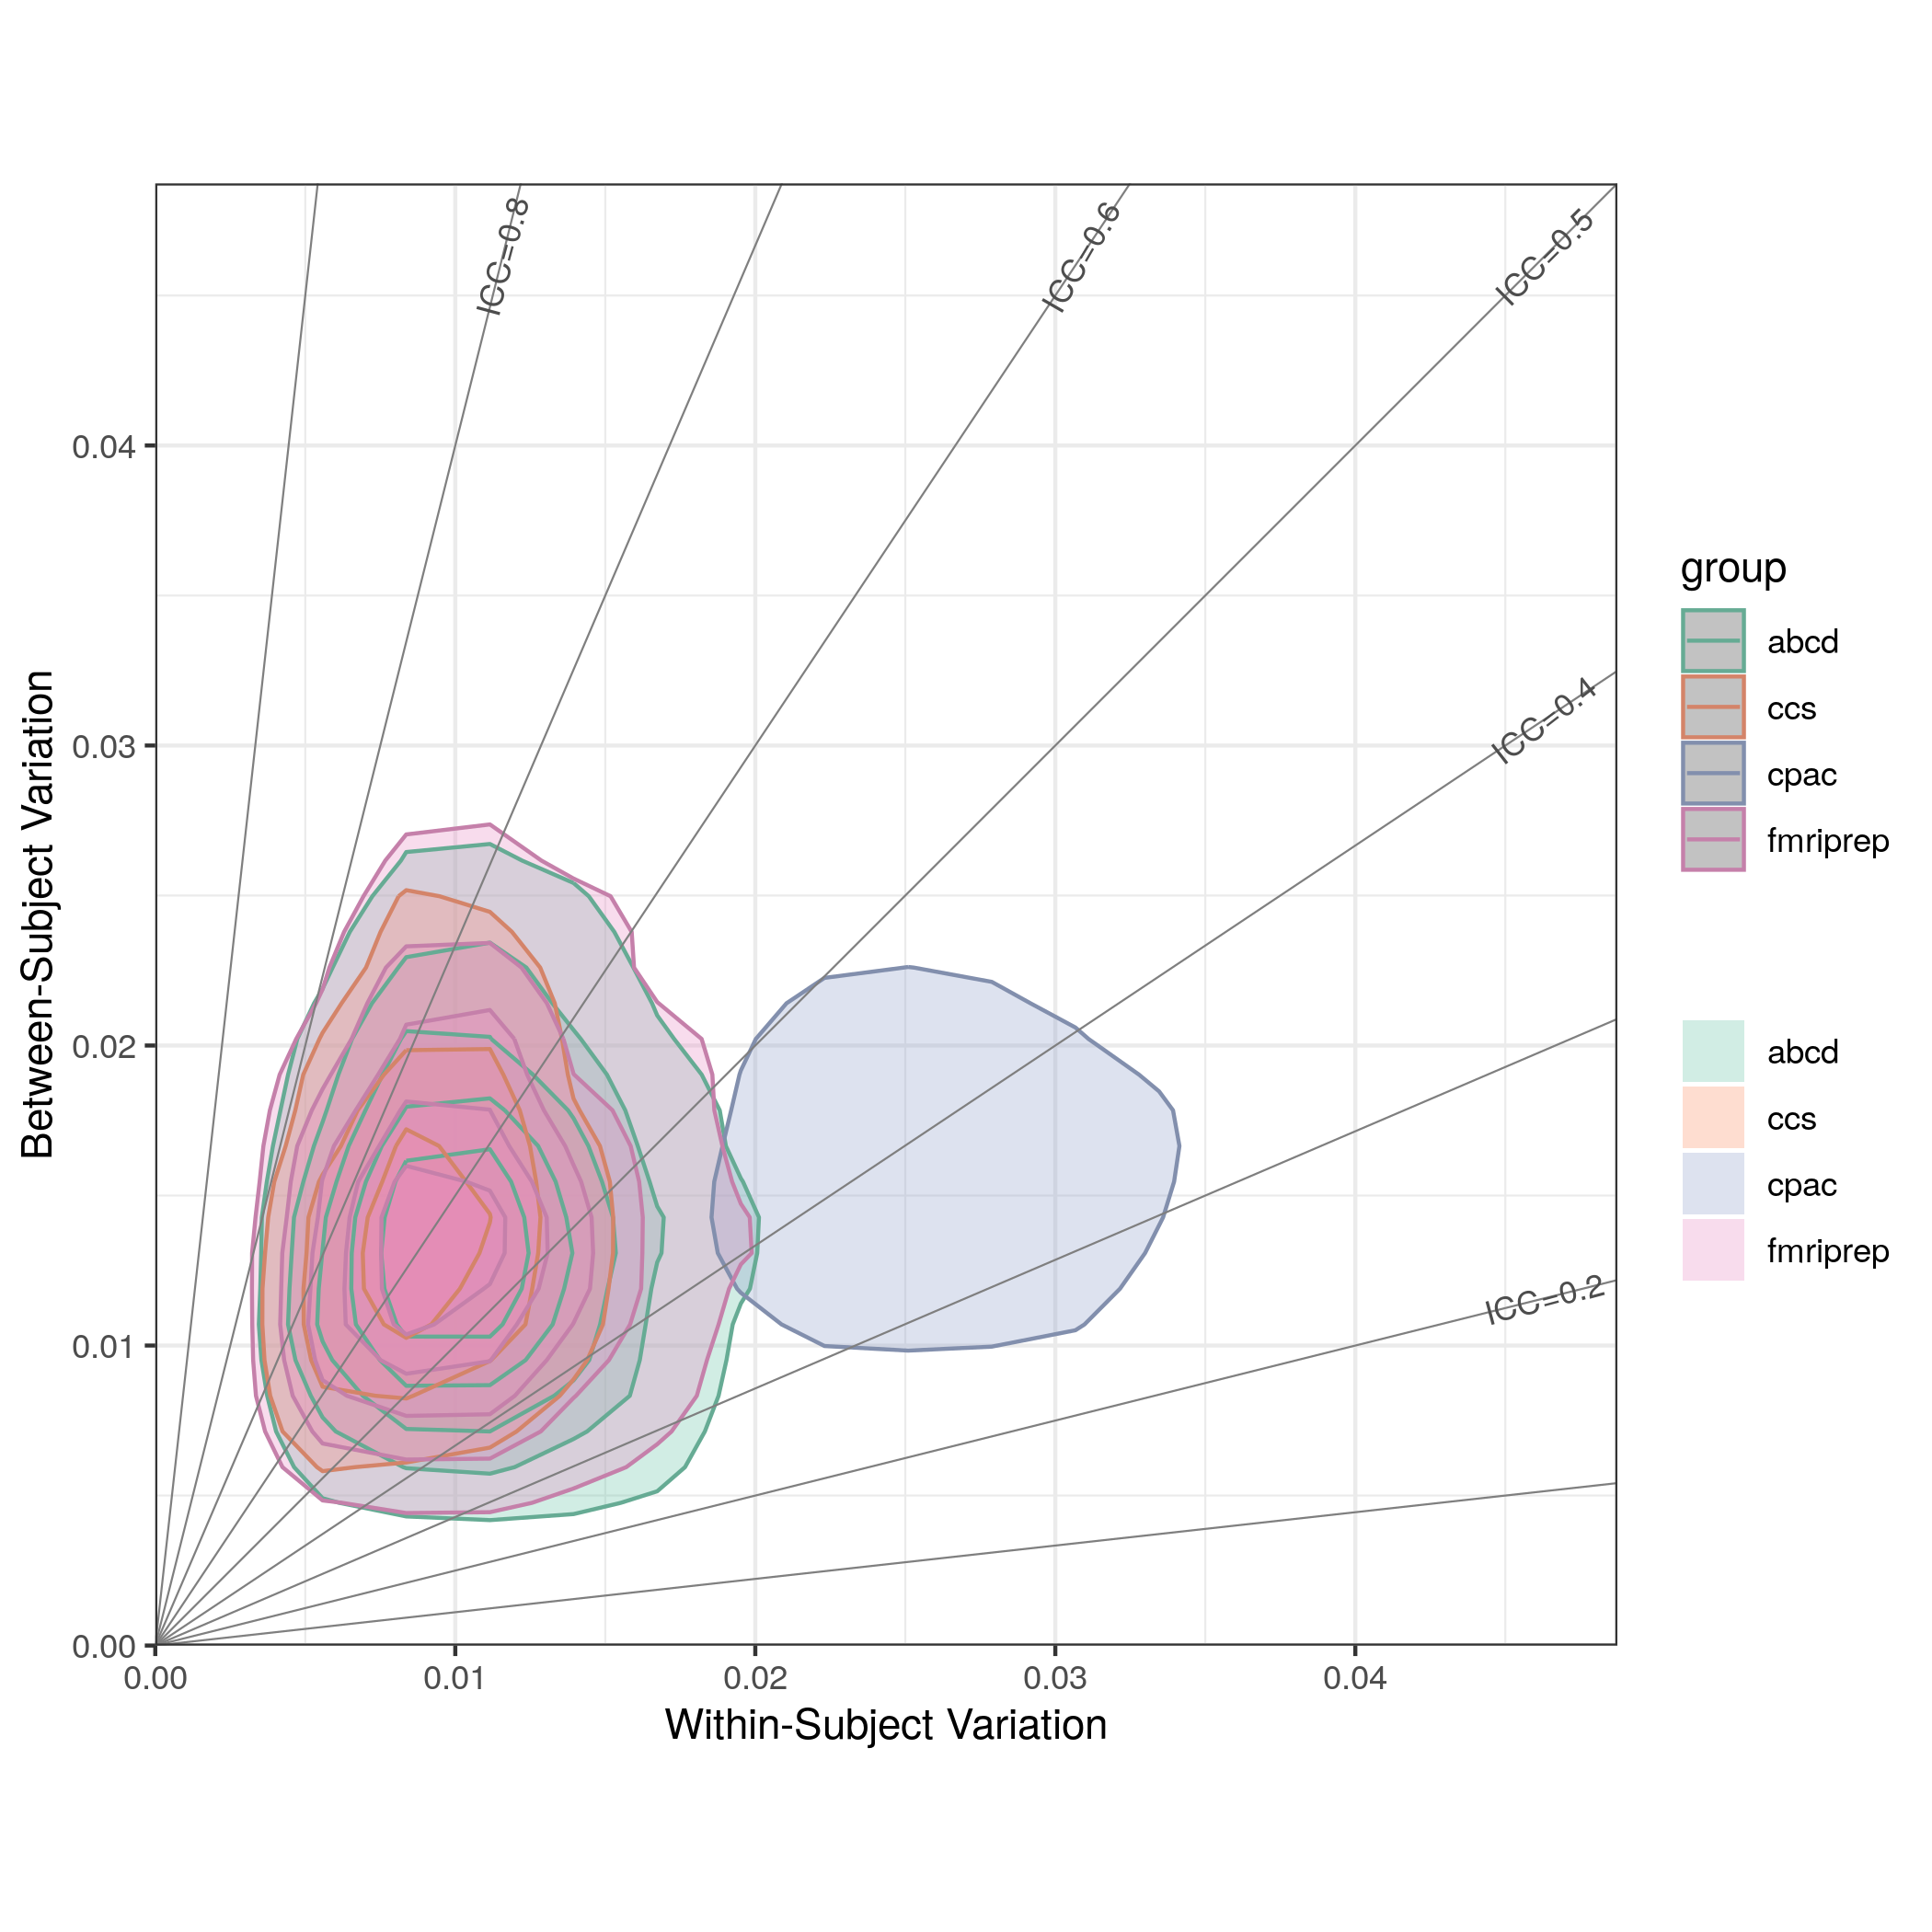 ICC=0.8
ICC=0.6
ICC=0.5
ICC=0.4
ICC=0.2
0.04
0.03
0.02
0.01
0.00
0.00
0.01
0.02
0.03
0.04
Within-Subject Variation
Between-Subject Variation
group
abcd
ccs
cpac
fmriprep
abcd
ccs
cpac
fmriprep